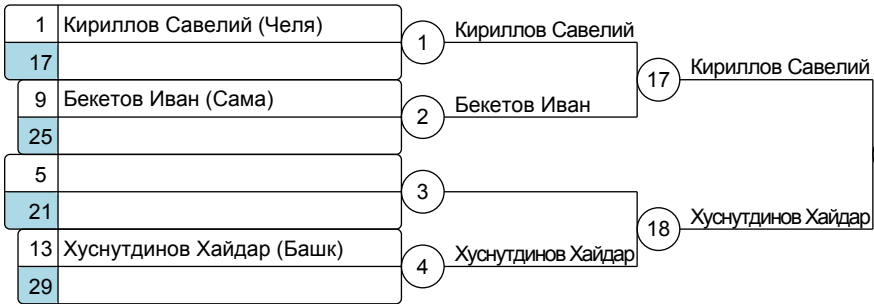 1 Кириллов Савелий (Челя)
17
1
Кириллов Савелий
9 Бекетов Иван (Сама)
25
2
Бекетов Иван
17
Кириллов Савелий
5
21
3
13 Хуснутдинов Хайдар (Башк)
29
4
Хуснутдинов Хайдар
18
Хуснутдинов Хайдар